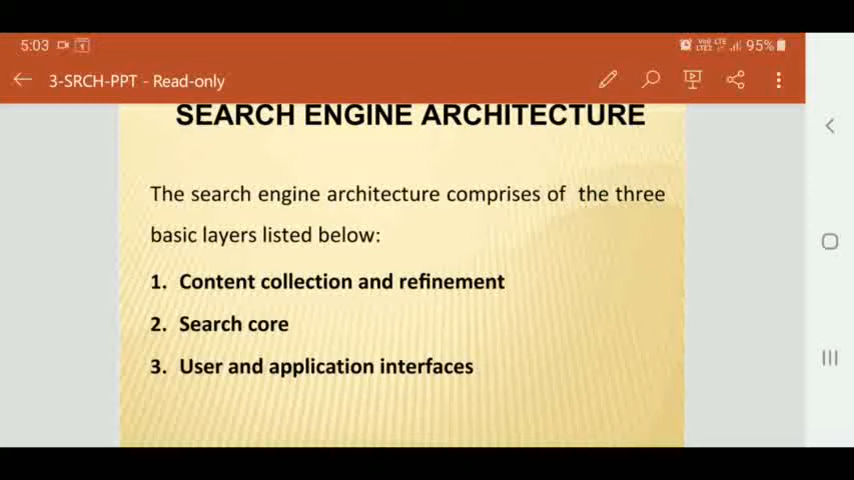 5:03
95%
3-SRCH-PPT - Read-only
SEARCH ENGINE ARCHITECTURE
The search engine architecture comprises of the three
basic layers listed below:
1. Content collection and refinement
2. Search core
3. User and application interfaces